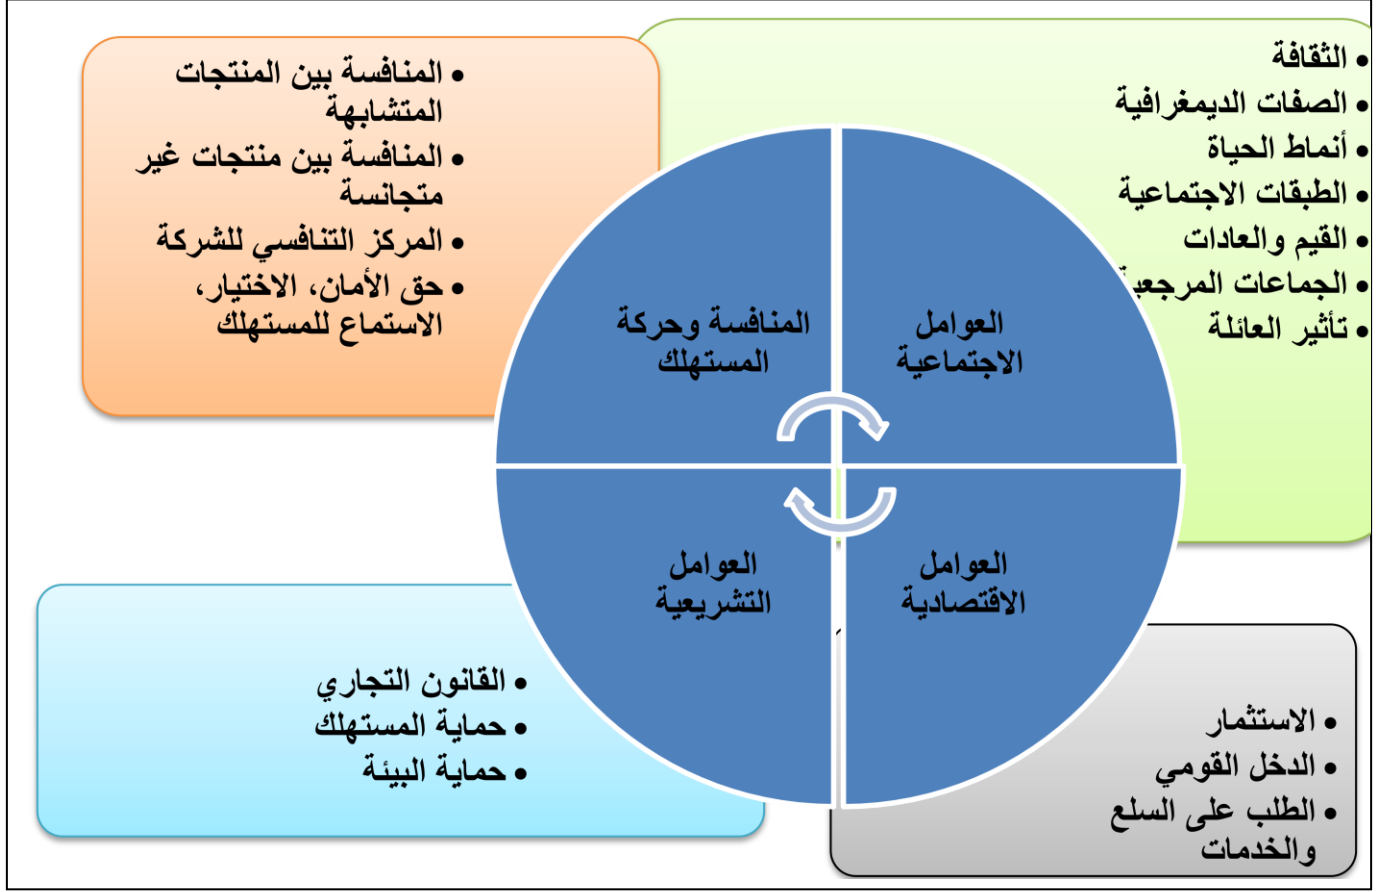 • الثقافة
• الصفات الديمغرافية
• أنماط الحياة
• الطبقات الاجتماعية
• القيم والعادات
• الجماعات المرجعي
• تأثير العائلة
• المنافسة بين المنتجات
المتشابهة
• المنافسة بين منتجات غير
متجانسة
• المركز التنافسي للشركة
• حق الأمان، الاختيار،
الاستماع للمستهلك
العوامل
الاجتماعية
المنافسة وحركة
المستهلك
العوامل
الاقتصادية
العوامل
التشريعية
• الاستثمار
• الدخل القومي
• الطلب على السلع
والخدمات
• القانون التجاري
• حماية المستهلك
• حماية البيئة